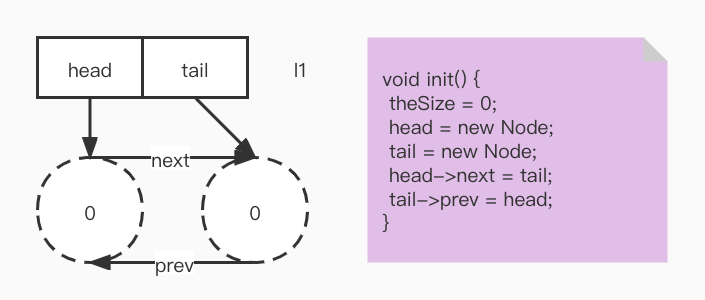 head
tail
l1
next
0
0
prev
void init() {
theSize = 0;
head = new Node;
tail = new Node;
head->next = tail;
tail->prev = head;
}